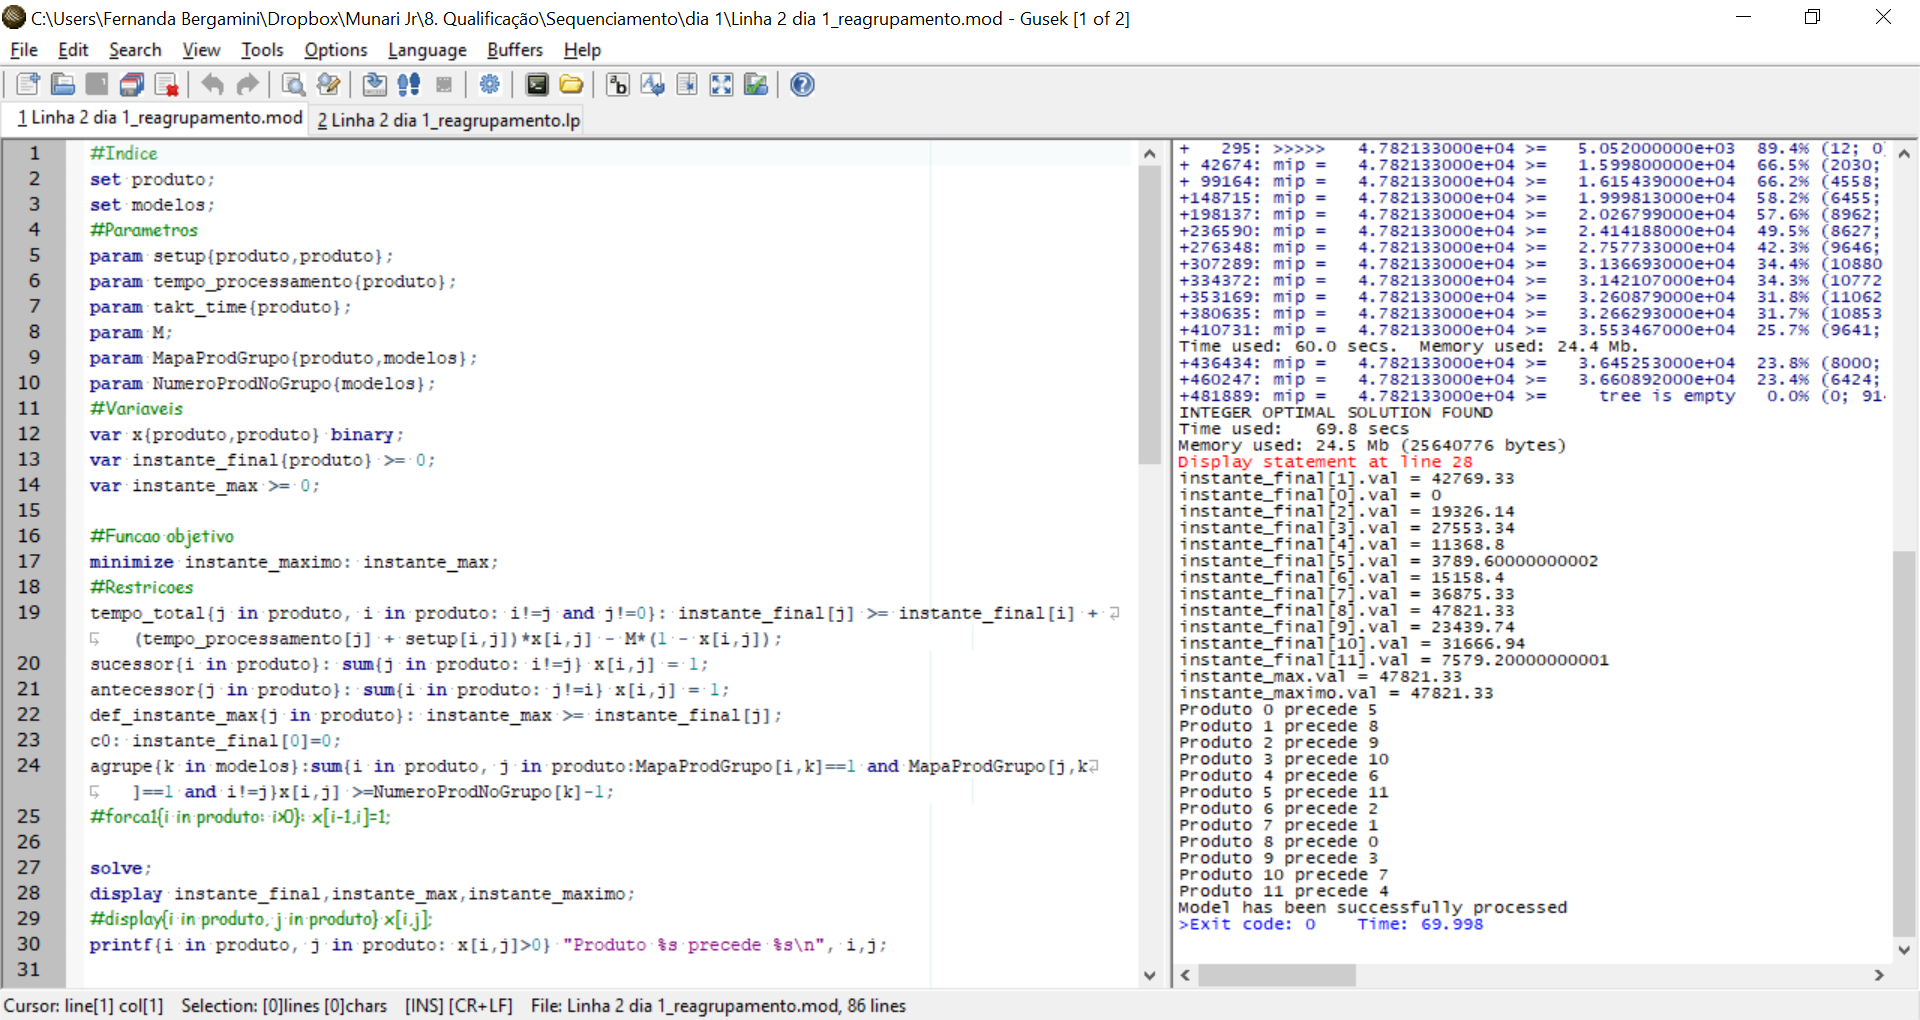 C:\Users\Fernanda Bergamini\Dropbox\Munari Jr\8. Qualificação\Sequenciamento\dia 1\Linha 2 dia 1_reagrupamento.mod - Gusek [1 of 2]
File Edit Search View Tools Options Language Buffers Help
1 Linha 2 dia 1_reagrupamento.mod 2 Linha 2 dia 1_reagrupamento.lp
1 #Indice
2 set produto;
3 set modelos;
4 #Parametros
5 param setup{produto,produto};
6 param tempo_processamento{produto};
7 param takt_time{produto};
8 param M;
9 param MapaProdGrupo{produto,modelos};
10 param NumeroProdNoGrupo{modelos};
11 #Variaveis
12 var x{produto,produto} binary;
13 var instante_final{produto} >= 0;
14 var instante_max >= 0;
15
16 #Funcao objetivo
17 minimize instante_maximo: instante_max;
18 #Restricoes
19 tempo_total{j in produto, i in produto: i!=j and j!=0}: instante_final[j] >= instante_final[i] +
(tempo_processamento[j] + setup[i,j])*x[i,j] - M*(1 - x[i,j]);
20 sucessor{i in produto}: sum{j in produto: i!=j} x[i,j] = 1;
21 antecessor{j in produto}: sum{i in produto: j!=i} x[i,j] = 1;
22 def_instante_max{j in produto}: instante_max >= instante_final[j];
23 c0: instante_final[0]=0;
24 agrupe{k in modelos}:sum{i in produto, j in produto:MapaProdGrupo[i,k]==1 and MapaProdGrupo[j,k
]==1 and i!=j}x[i,j] >=NumeroProdNoGrupo[k]-1;
25 #forca1{i in produto: i>0}: x[i-1,i]=1;
26
27 solve;
28 display instante_final,instante_max,instante_maximo;
29 #display{i in produto, j in produto} x[i,j];
30 printf{i in produto, j in produto: x[i,j]>0} "Produto %s precede %s\n", i,j;
31
+ 295: >>>>> 4.782133000e+04 >= 5.052000000e+03 89.4% (12; 0
+ 42674: mip = 4.782133000e+04 >= 1.599800000e+04 66.5% (2030;
+ 99164: mip = 4.782133000e+04 >= 1.615439000e+04 66.2% (4558;
+148715: mip = 4.782133000e+04 >= 1.999813000e+04 58.2% (6455;
+198137: mip = 4.782133000e+04 >= 2.026799000e+04 57.6% (8962;
+236590: mip = 4.782133000e+04 >= 2.414188000e+04 49.5% (8627;
+276348: mip = 4.782133000e+04 >= 2.757733000e+04 42.3% (9646;
+307289: mip = 4.782133000e+04 >= 3.136693000e+04 34.4% (10880
+334372: mip = 4.782133000e+04 >= 3.142107000e+04 34.3% (10772
+353169: mip = 4.782133000e+04 >= 3.260879000e+04 31.8% (11062
+380635: mip = 4.782133000e+04 >= 3.266293000e+04 31.7% (10853
+410731: mip = 4.782133000e+04 >= 3.553467000e+04 25.7% (9641;
Time used: 60.0 secs. Memory used: 24.4 Mb.
+436434: mip = 4.782133000e+04 >= 3.645253000e+04 23.8% (8000;
+460247: mip = 4.782133000e+04 >= 3.660892000e+04 23.4% (6424;
+481889: mip = 4.782133000e+04 >= tree is empty 0.0% (0; 91
INTEGER OPTIMAL SOLUTION FOUND
Time used: 69.8 secs
Memory used: 24.5 Mb (25640776 bytes)
Display statement at line 28
instante_final[1].val = 42769.33
instante_final[0].val = 0
instante_final[2].val = 19326.14
instante_final[3].val = 27553.34
instante_final[4].val = 11368.8
instante_final[5].val = 3789.60000000002
instante_final[6].val = 15158.4
instante_final[7].val = 36875.33
instante_final[8].val = 47821.33
instante_final[9].val = 23439.74
instante_final[10].val = 31666.94
instante_final[11].val = 7579.20000000001
instante_max.val = 47821.33
instante_maximo.val = 47821.33
Produto 0 precede 5
Produto 1 precede 8
Produto 2 precede 9
Produto 3 precede 10
Produto 4 precede 6
Produto 5 precede 11
Produto 6 precede 2
Produto 7 precede 1
Produto 8 precede 0
Produto 9 precede 3
Produto 10 precede 7
Produto 11 precede 4
Model has been successfully processed
>Exit code: 0 Time: 69.998
Cursor: line[1] col[1] Selection: [0]lines [0]chars [INS] [CR+LF] File: Linha 2 dia 1_reagrupamento.mod, 86 lines